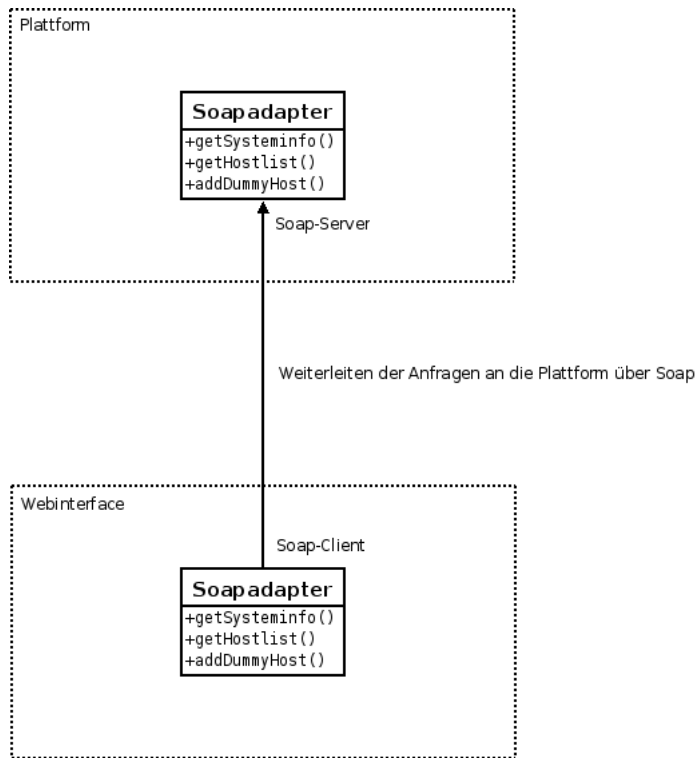 Plattform
Soapadapter
+getSysteminfo()
+getHostlist()
+addDummyHost()
Soap-Server
Weiterleiten der Anfragen an die Plattform über Soap
Webinterface
Soap-Client
Soapadapter
+getSysteminfo()
+getHostlist()
+addDummyHost()